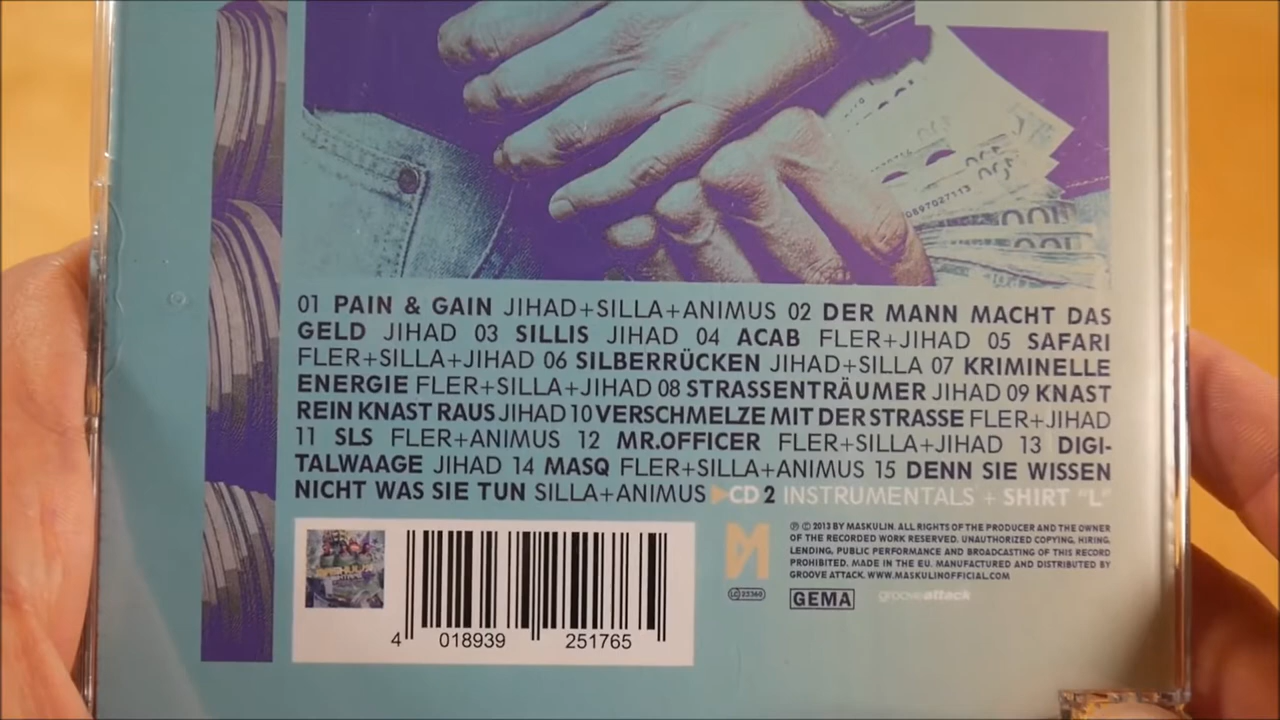 0897027113
01 PAIN & GAIN JIHAD+SILLA+ANIMUS 02 DER MANN MACHT DAS
GELD JIHAD 03 SILLIS JIHAD 04 ACAB FLER+JIHAD 05 SAFARI
FLER+SILLA+JIHAD 06 SILBERRÜCKEN JIHAD+SILLA 07 KRIMINELLE
ENERGIE FLER+SILLA+JIHAD 08 STRASSENTRÄUMER JIHAD 09 KNAST
REIN KNAST RAUS JIHAD 10 VERSCHMELZE MIT DER STRASSE FLER+JIHAD
11 SLS FLER+ANIMUS 12 MR.OFFICER FLER+SILLA+JIHAD 13 DIGI-
TALWAAGE JIHAD 14 MASQ FLER+SILLA+ANIMUS 15 DENN SIE WISSEN
NICHT WAS SIE TUN SILLA+ANIMUS ▶CD 2 INSTRUMENTALS + SHIRT "L"
℗ © 2013 BY MASKULIN. ALL RIGHTS OF THE PRODUCER AND THE OWNER
OF THE RECORDED WORK RESERVED. UNAUTHORIZED COPYING, HIRING,
LENDING, PUBLIC PERFORMANCE AND BROADCASTING OF THIS RECORD
PROHIBITED. MADE IN THE EU. MANUFACTURED AND DISTRIBUTED BY
GROOVE ATTACK. WWW.MASKULINOFFICIAL.COM
LC 25360
GEMA
grooveattack
4 018939 251765